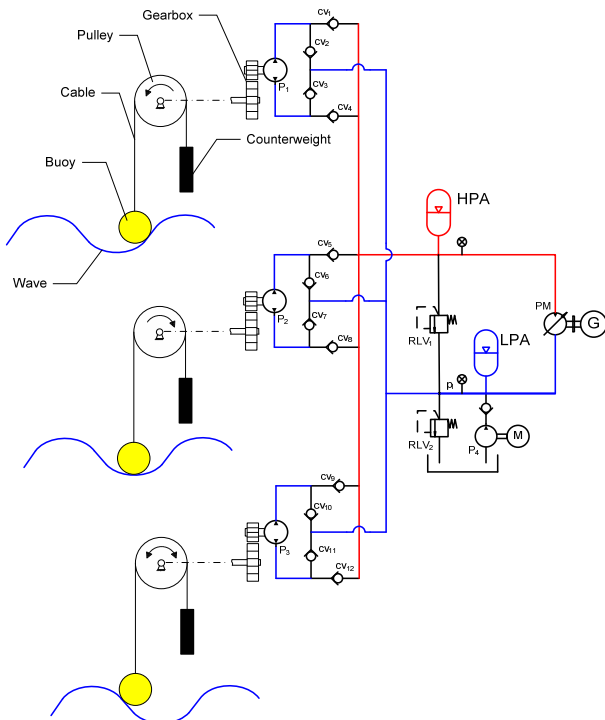 Gearbox
Pulley
Cable
Buoy
Wave
Counterweight
CV1
CV2
P1
CV3
CV4
HPA
CV5
CV6
P2
CV7
CV8
PM
G
RLV1
LPA
RLV2
P4
M
CV9
CV10
P3
CV11
CV12